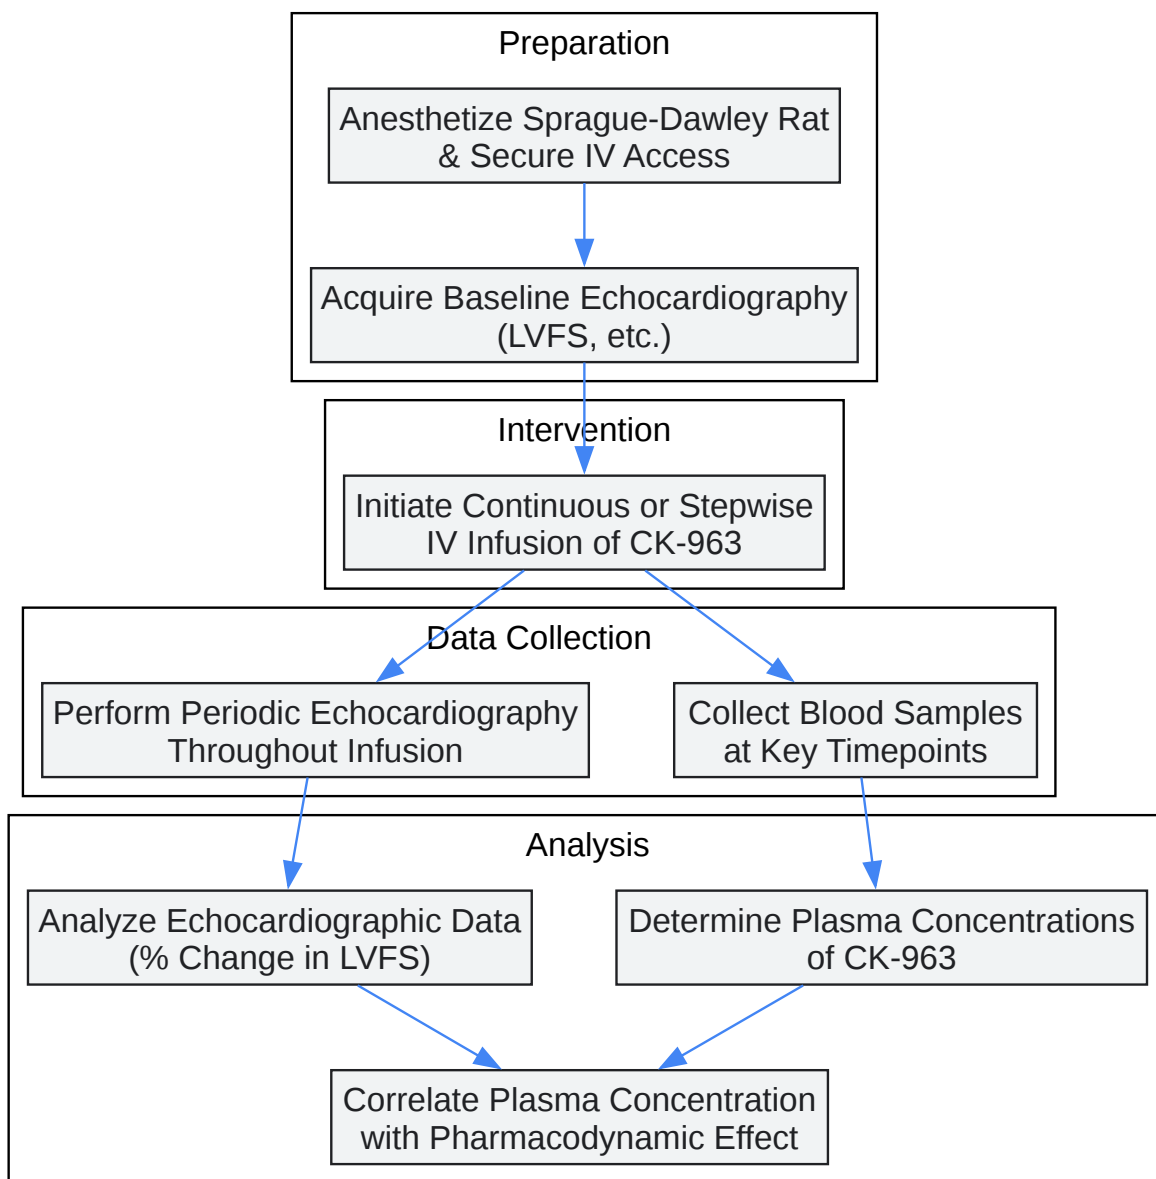 Preparation
Anesthetize Sprague-Dawley Rat
& Secure IV Access
Acquire Baseline Echocardiography
(LVFS, etc.)
Intervention
Initiate Continuous or Stepwise
IV Infusion of CK-963
Data Collection
Perform Periodic Echocardiography
Throughout Infusion
Collect Blood Samples
at Key Timepoints
Analysis
Analyze Echocardiographic Data
(% Change in LVFS)
Determine Plasma Concentrations
of CK-963
Correlate Plasma Concentration
with Pharmacodynamic Effect